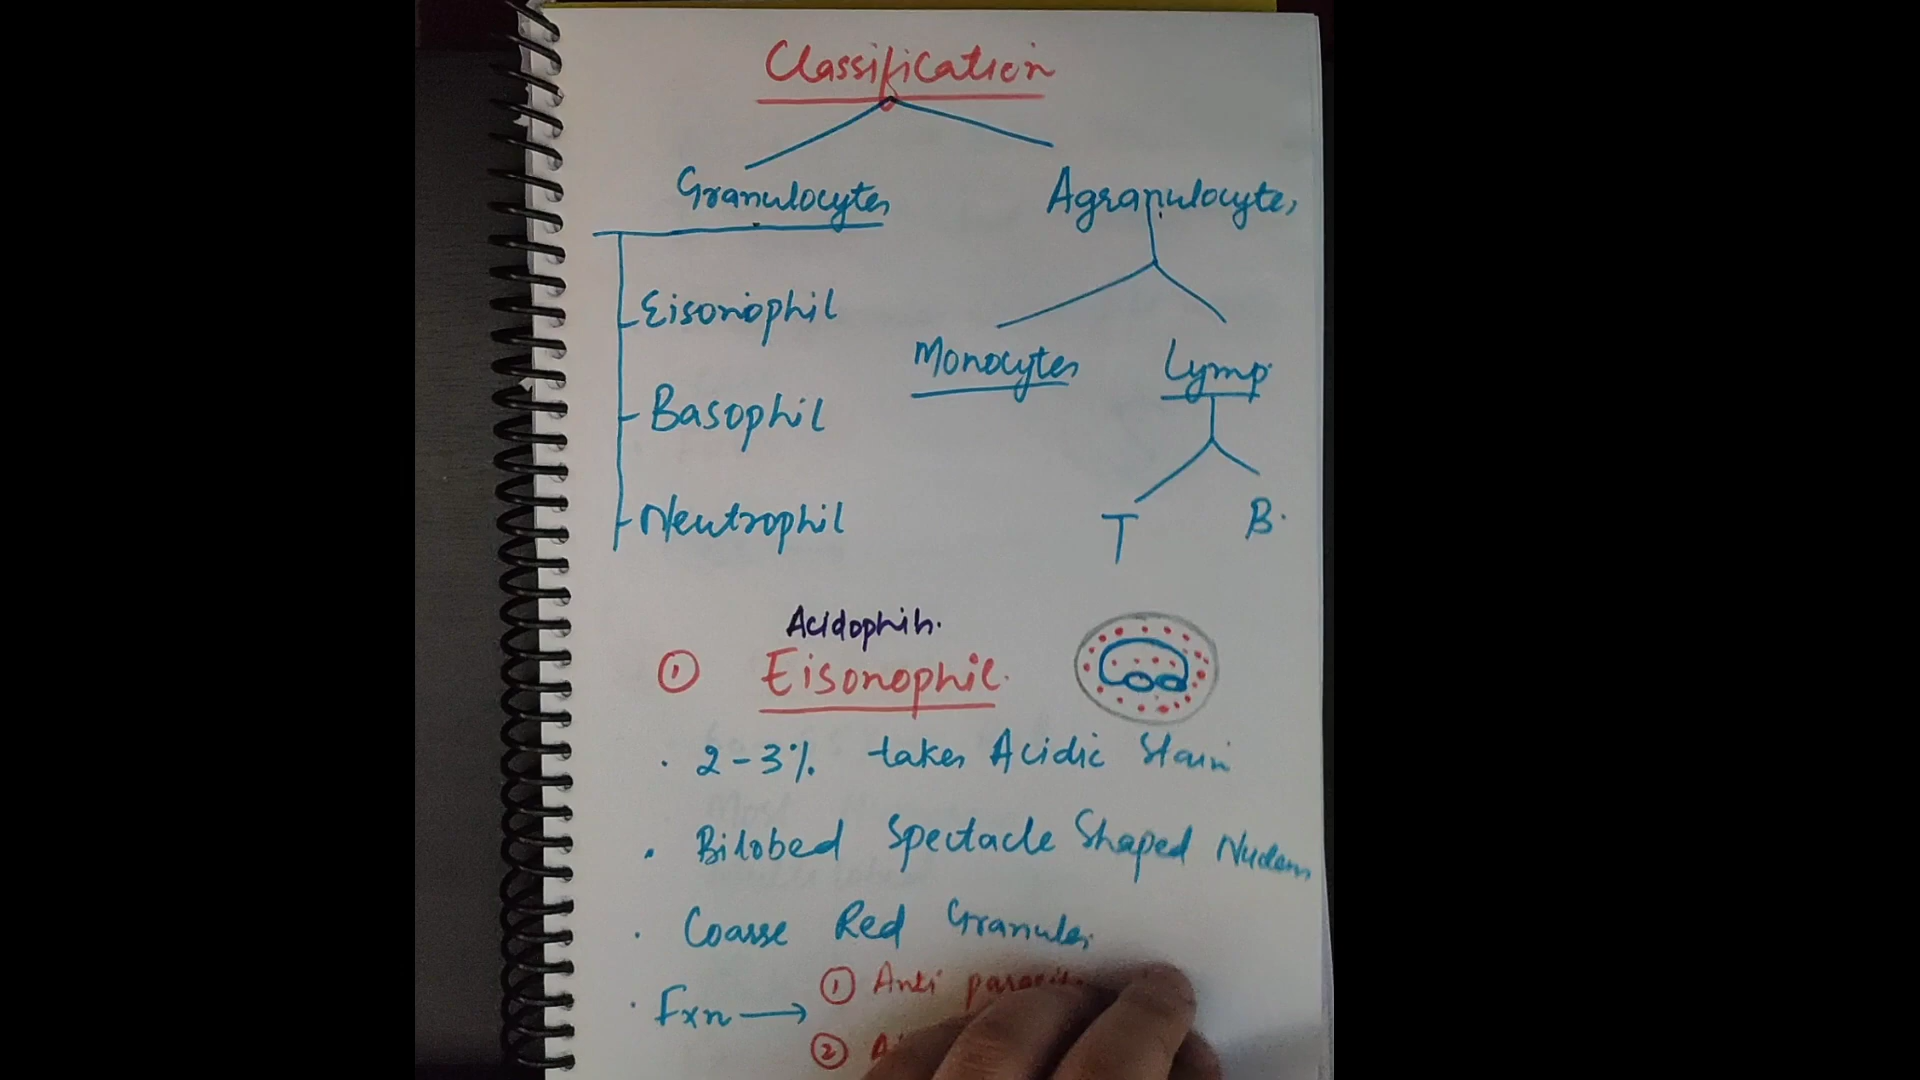 Classification
Granulocytes Agranulocytes
Eisonophil
Monocytes Lymp.
Basophil
Neutrophil
T B.
Acidophil.
① Eisonophil.
· 2-3% takes Acidic Stain
· Bilobed Spectacle Shaped Nucleus
· Coarse Red Granules
· Fxn → ① Anti
②